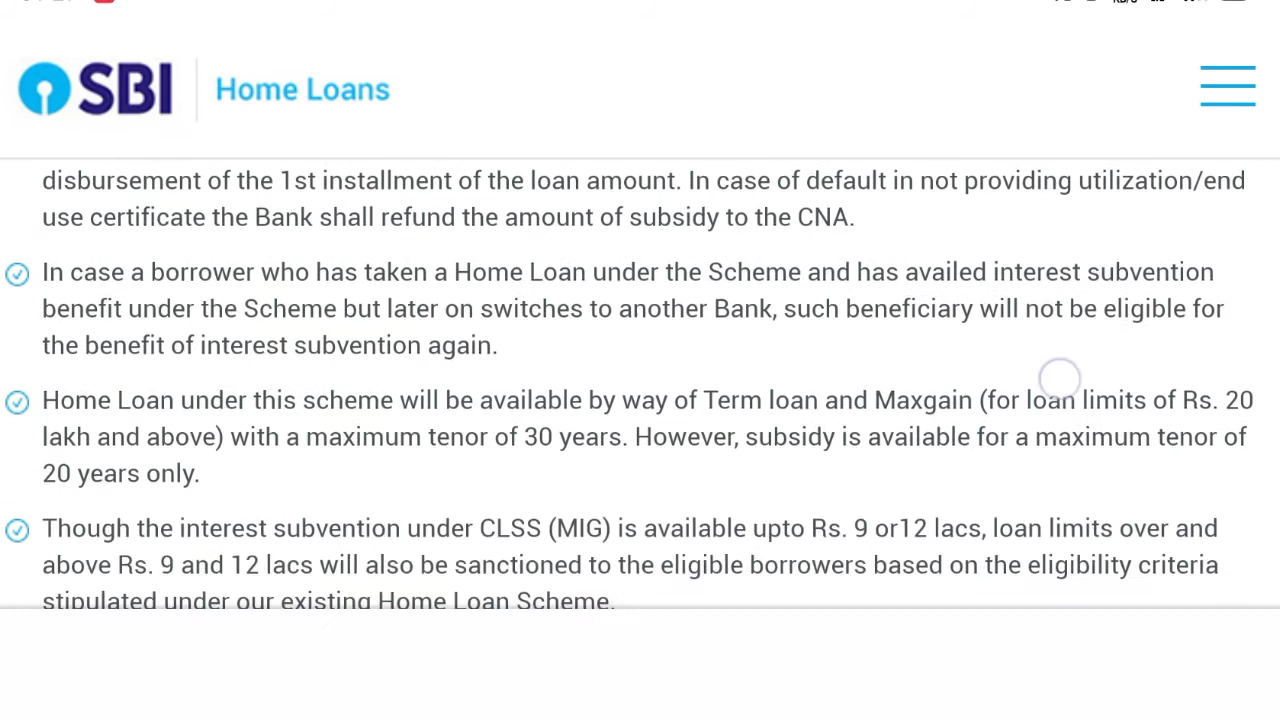 SBI Home Loans
disbursement of the 1st installment of the loan amount. In case of default in not providing utilization/end
use certificate the Bank shall refund the amount of subsidy to the CNA.
In case a borrower who has taken a Home Loan under the Scheme and has availed interest subvention
benefit under the Scheme but later on switches to another Bank, such beneficiary will not be eligible for
the benefit of interest subvention again.
Home Loan under this scheme will be available by way of Term loan and Maxgain (for loan limits of Rs. 20
lakh and above) with a maximum tenor of 30 years. However, subsidy is available for a maximum tenor of
20 years only.
Though the interest subvention under CLSS (MIG) is available upto Rs. 9 or12 lacs, loan limits over and
above Rs. 9 and 12 lacs will also be sanctioned to the eligible borrowers based on the eligibility criteria
stipulated under our existing Home Loan Scheme.